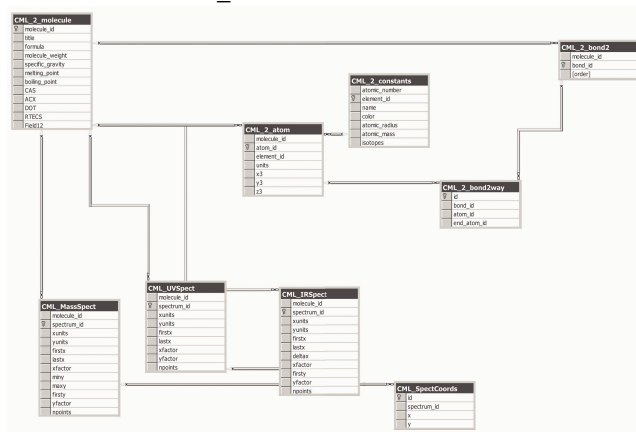 CML_2_molecule
molecule_id
title
formula
molecule_weight
specific_gravity
melting_point
boiling_point
CAS
ACX
DOT
RTECS
Field12
CML_2_bond2
molecule_id
bond_id
[order]
CML_2_constants
atomic_number
element_id
name
color
atomic_radius
atomic_mass
isotopes
CML_2_atom
molecule_id
atom_id
element_id
units
x3
y3
z3
CML_2_bond2way
id
bond_id
atom_id
end_atom_id
CML_UVSpect
molecule_id
spectrum_id
xunits
yunits
firstx
lastx
xfactor
yfactor
npoints
CML_IRSpect
molecule_id
spectrum_id
xunits
yunits
firstx
lastx
deltax
xfactor
firsty
yfactor
npoints
CML_MassSpect
molecule_id
spectrum_id
xunits
yunits
firstx
lastx
xfactor
miny
maxy
firsty
yfactor
npoints
CML_SpectCoords
id
spectrum_id
x
y